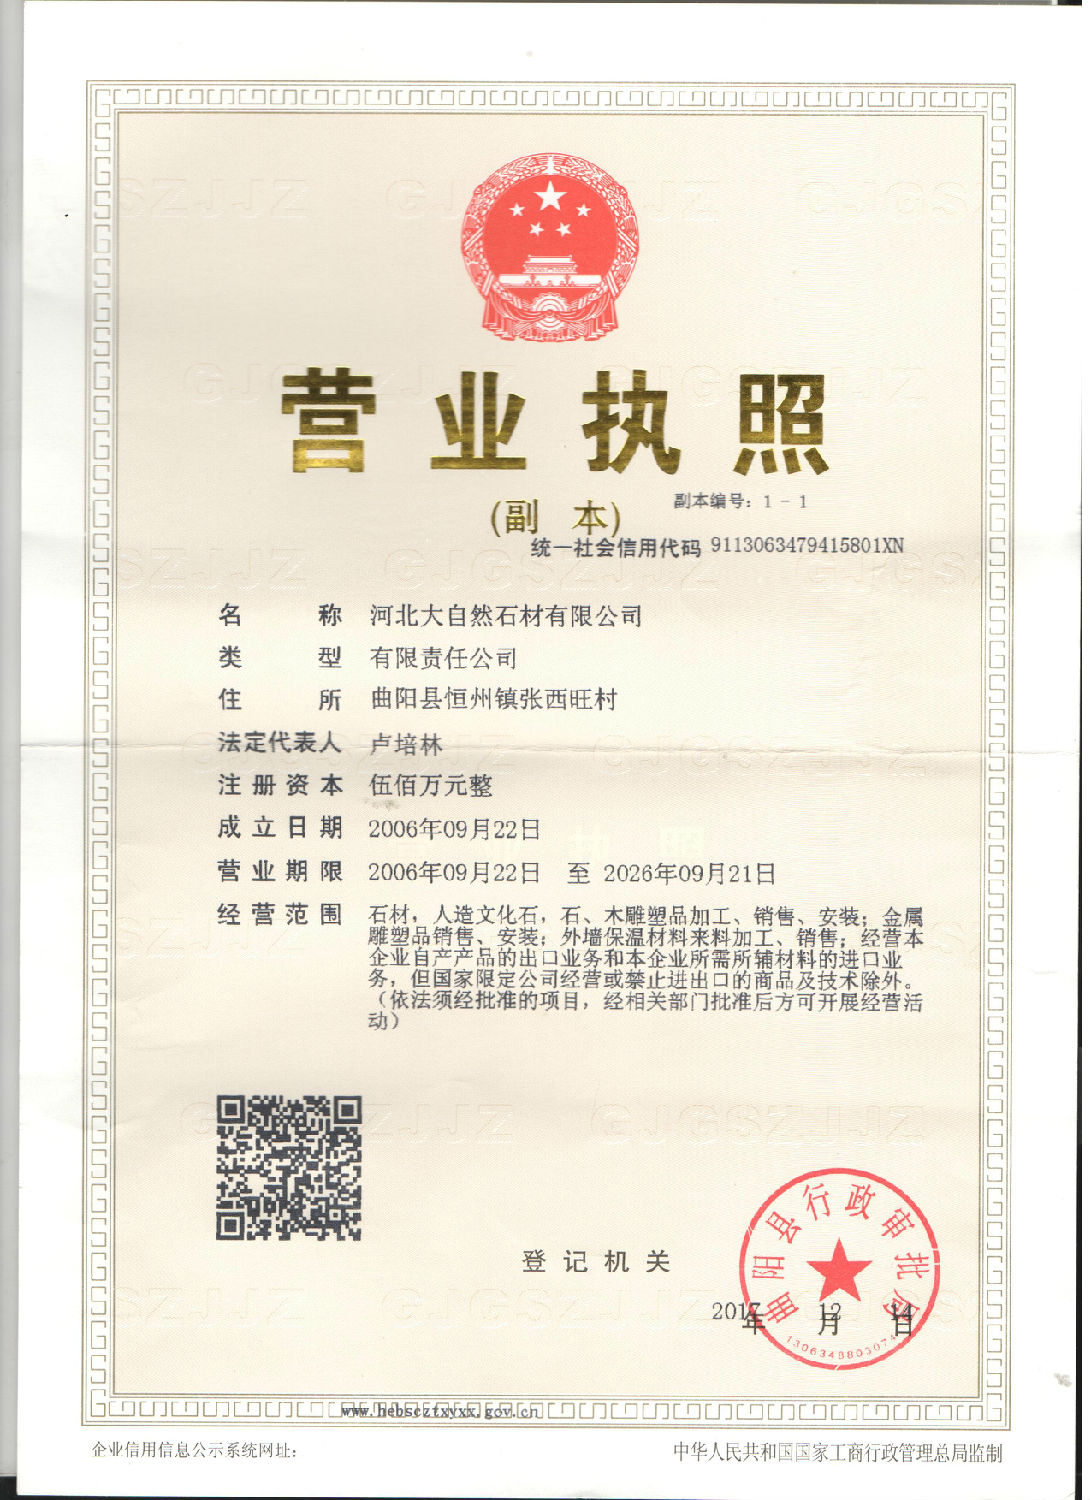 营业执照
(副 本)
副本编号：1-1
统一社会信用代码 9113063479415801XN
名称 河北大自然石材有限公司
类型 有限责任公司
住所 曲阳县恒州镇张西旺村
法定代表人 卢培林
注册资本 伍佰万元整
成立日期 2006年09月22日
营业期限 2006年09月22日 至 2026年09月21日
经营范围 石材，人造文化石，石、木雕塑品加工、销售、安装；金属
雕塑品销售、安装；外墙保温材料来料加工、销售；经营本
企业自产产品的出口业务和本企业所需所辅材料的进口业
务，但国家限定公司经营或禁止进出口的商品及技术除外。
（依法须经批准的项目，经相关部门批准后方可开展经营活
动）
登记机关
曲阳县行政审批局
2017年 12月 14日
www.hebscztxyxx.gov.cn
企业信用信息公示系统网址：
中华人民共和国国家工商行政管理总局监制